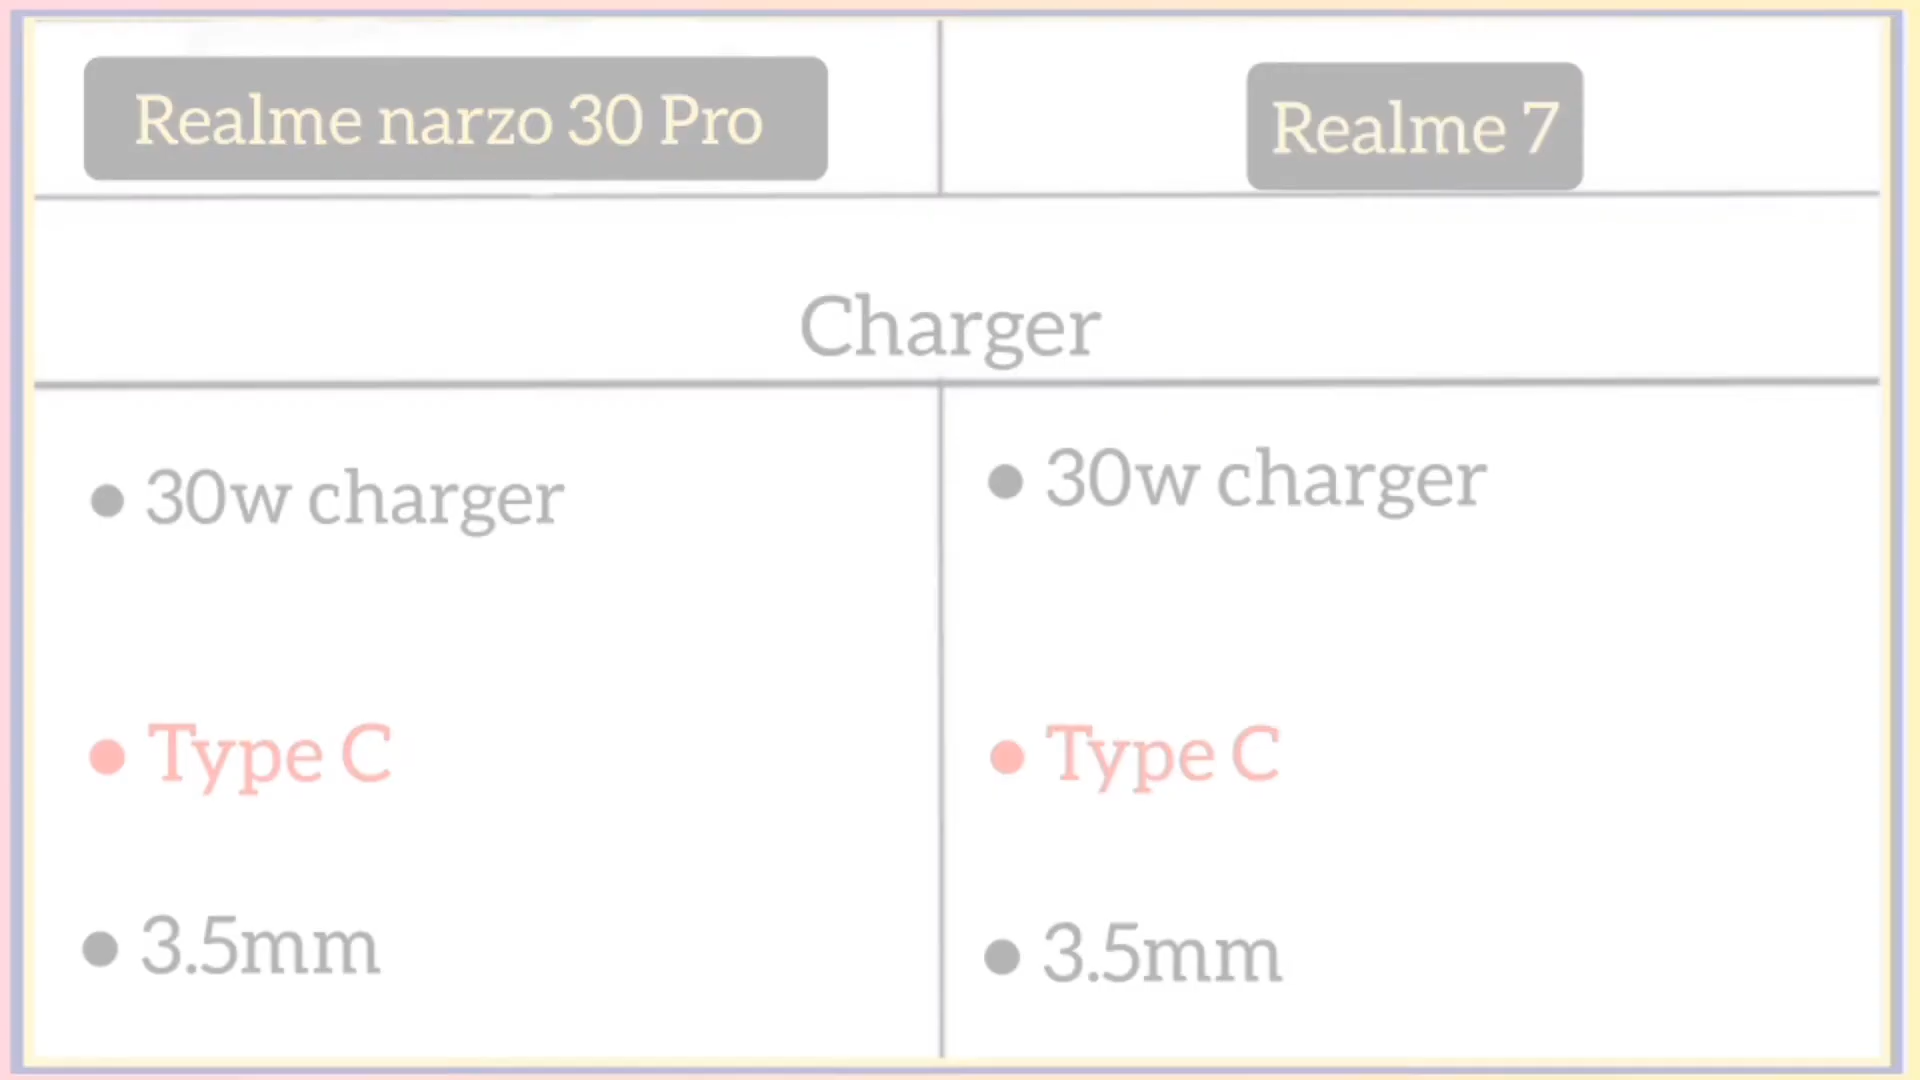 Realme narzo 30 Pro
Realme 7
Charger
• 30w charger
• 30w charger
• Type C
• Type C
• 3.5mm
• 3.5mm